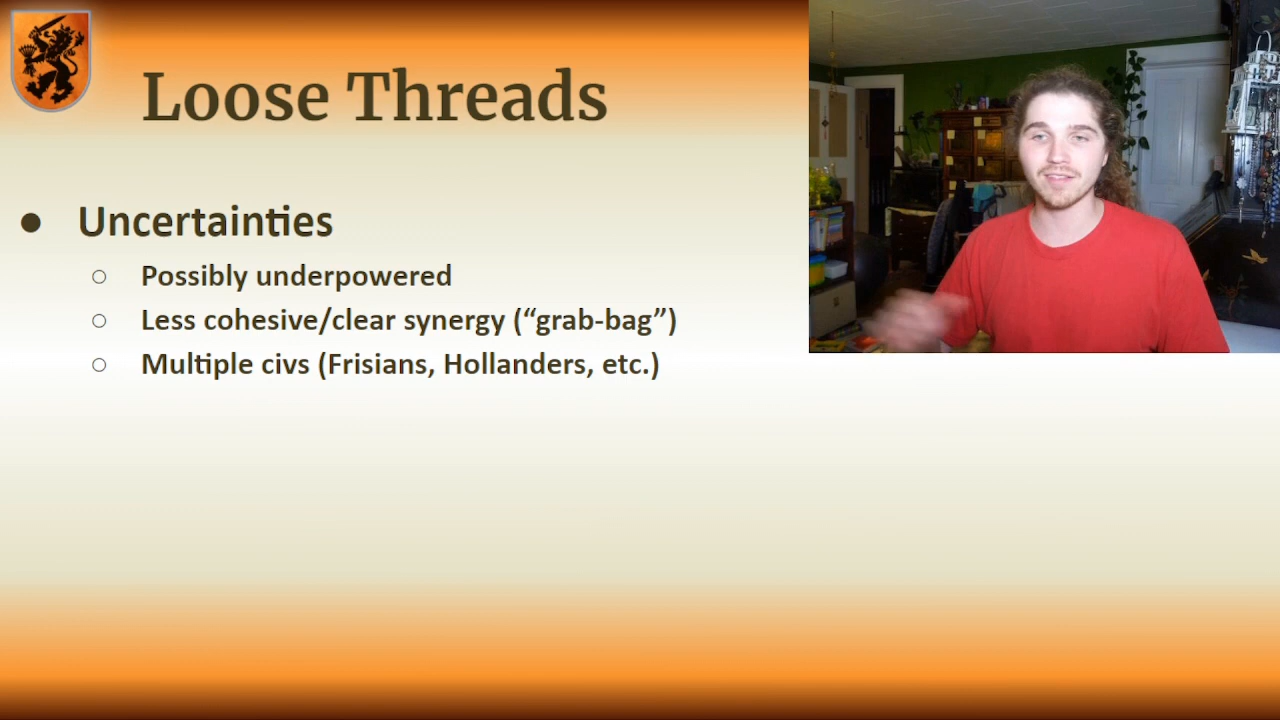 Loose Threads
● Uncertainties
○ Possibly underpowered
○ Less cohesive/clear synergy (“grab-bag”)
○ Multiple civs (Frisians, Hollanders, etc.)